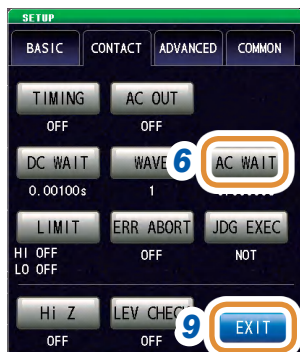 SETUP
BASIC CONTACT ADVANCED COMMON
TIMING AC OUT
OFF OFF
DC WAIT WAVE 6 AC WAIT
0.00100s 1
LIMIT ERR ABORT JDG EXEC
HI OFF OFF NOT
LO OFF
Hi Z LEV CHECK 9 EXIT
OFF OFF